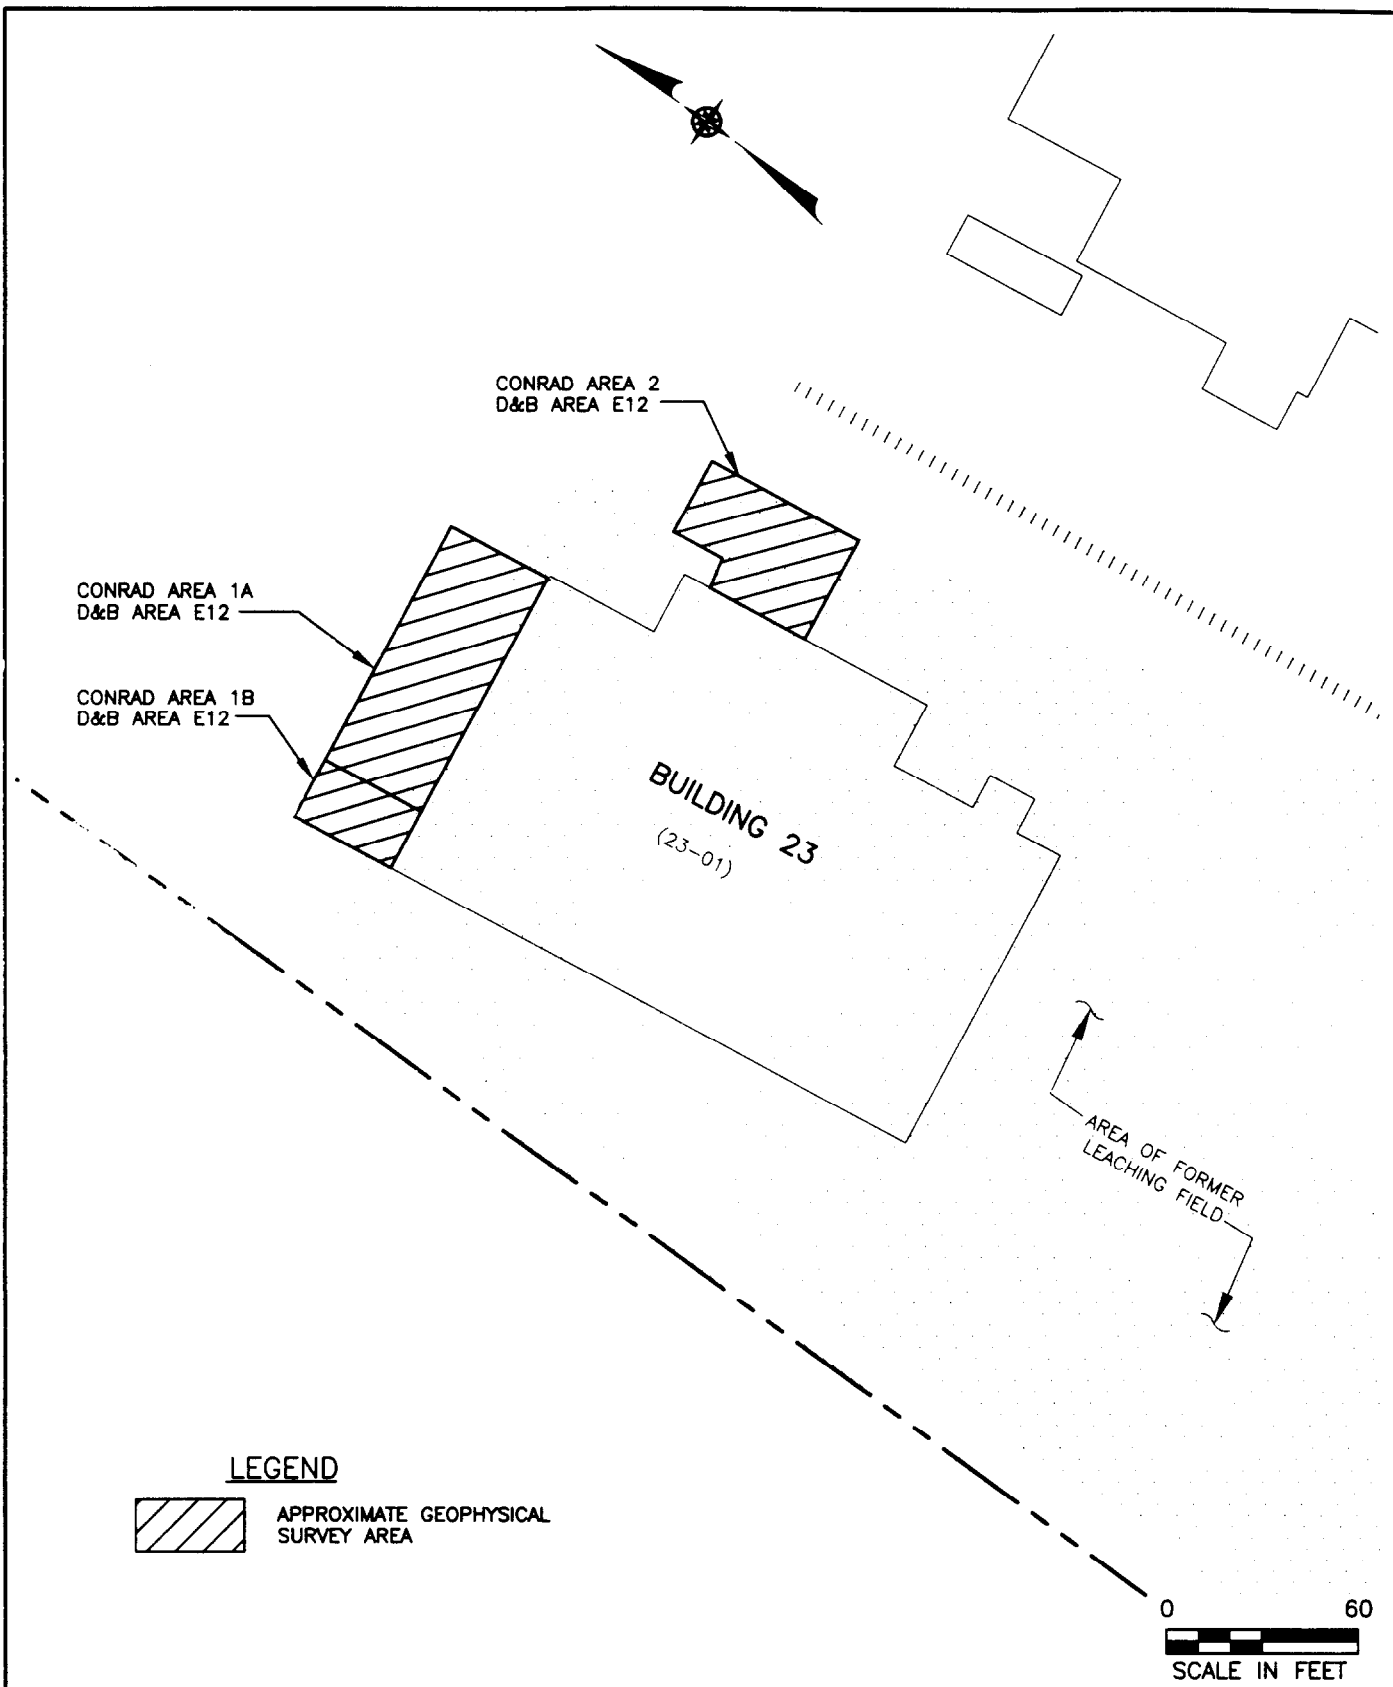 CONRAD AREA 2
D&B AREA E12
CONRAD AREA 1A
D&B AREA E12
CONRAD AREA 1B
D&B AREA E12
BUILDING 23
(23-01)
AREA OF FORMER
LEACHING FIELD
LEGEND
APPROXIMATE GEOPHYSICAL
SURVEY AREA
0 60
SCALE IN FEET